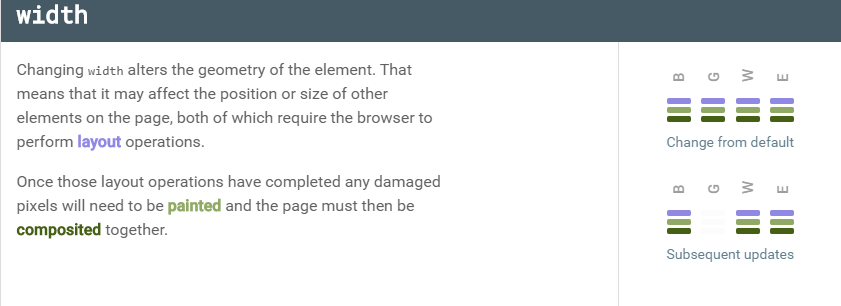 width
Changing width alters the geometry of the element. That
means that it may affect the position or size of other
elements on the page, both of which require the browser to
perform layout operations.
Once those layout operations have completed any damaged
pixels will need to be painted and the page must then be
composited together.
B G W E
Change from default
B G W E
Subsequent updates